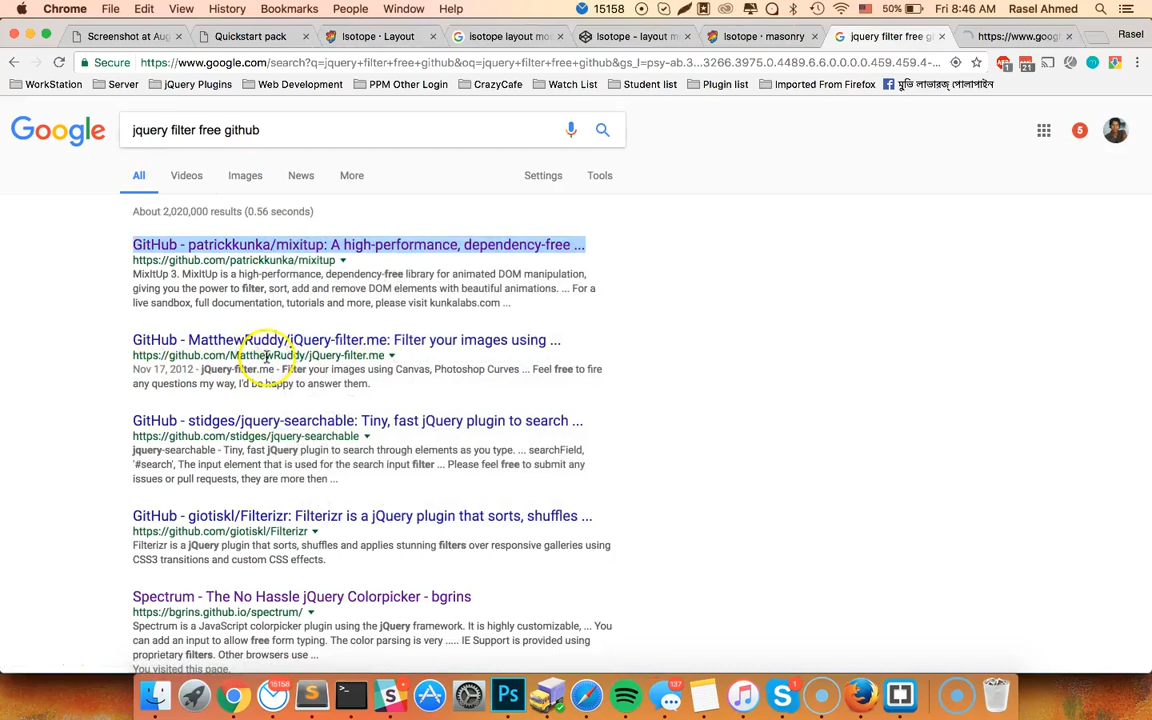 Chrome File Edit View History Bookmarks People Window Help 15158 50% Fri 8:46 AM Rasel Ahmed
Screenshot at Aug Quickstart pack Isotope · Layout isotope layout mo Isotope - layout m Isotope · masonry jquery filter free gi https://www.goog Rasel
Secure https://www.google.com/search?q=jquery+filter+free+github&oq=jquery+filter+free+github&gs_l=psy-ab.3...3266.3975.0.4489.6.6.0.0.0.0.459.459.4-...
WorkStation Server jQuery Plugins Web Development PPM Other Login CrazyCafe Watch List Student list Plugin list Imported From Firefox মুভি লাভারজ্ পোলাপাইন
Google jquery filter free github 5
All Videos Images News More Settings Tools
About 2,020,000 results (0.56 seconds)
GitHub - patrickkunka/mixitup: A high-performance, dependency-free ...
https://github.com/patrickkunka/mixitup
MixItUp 3. MixItUp is a high-performance, dependency-free library for animated DOM manipulation,
giving you the power to filter, sort, add and remove DOM elements with beautiful animations. ... For a
live sandbox, full documentation, tutorials and more, please visit kunkalabs.com ...
GitHub - MatthewRuddy/jQuery-filter.me: Filter your images using ...
https://github.com/MatthewRuddy/jQuery-filter.me
Nov 17, 2012 - jQuery-filter.me - Filter your images using Canvas, Photoshop Curves ... Feel free to fire
any questions my way, I'd be happy to answer them.
GitHub - stidges/jquery-searchable: Tiny, fast jQuery plugin to search ...
https://github.com/stidges/jquery-searchable
jquery-searchable - Tiny, fast jQuery plugin to search through elements as you type. ... searchField,
'#search', The input element that is used for the search input filter ... Please feel free to submit any
issues or pull requests, they are more then ...
GitHub - giotiskl/Filterizr: Filterizr is a jQuery plugin that sorts, shuffles ...
https://github.com/giotiskl/Filterizr
Filterizr is a jQuery plugin that sorts, shuffles and applies stunning filters over responsive galleries using
CSS3 transitions and custom CSS effects.
Spectrum - The No Hassle jQuery Colorpicker - bgrins
https://bgrins.github.io/spectrum/
Spectrum is a JavaScript colorpicker plugin using the jQuery framework. It is highly customizable, ... You
can add an input to allow free form typing. The color parsing is very ..... IE Support is provided using
proprietary filters. Other browsers use ...
You visited this page.